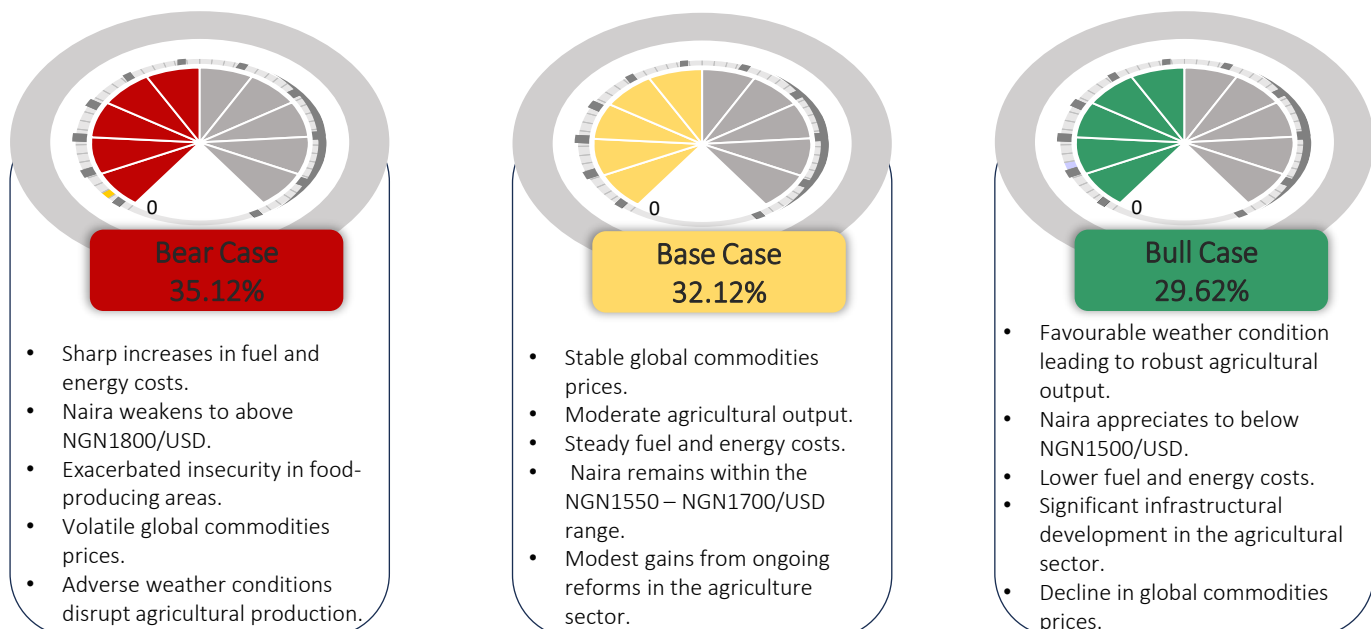 0
Bear Case
35.12%
• Sharp increases in fuel and
energy costs.
• Naira weakens to above
NGN1800/USD.
• Exacerbated insecurity in food-
producing areas.
• Volatile global commodities
prices.
• Adverse weather conditions
disrupt agricultural production.
0
Base Case
32.12%
• Stable global commodities
prices.
• Moderate agricultural output.
• Steady fuel and energy costs.
• Naira remains within the
NGN1550 – NGN1700/USD
range.
• Modest gains from ongoing
reforms in the agriculture
sector.
0
Bull Case
29.62%
• Favourable weather condition
leading to robust agricultural
output.
• Naira appreciates to below
NGN1500/USD.
• Lower fuel and energy costs.
• Significant infrastructural
development in the agricultural
sector.
• Decline in global commodities
prices.